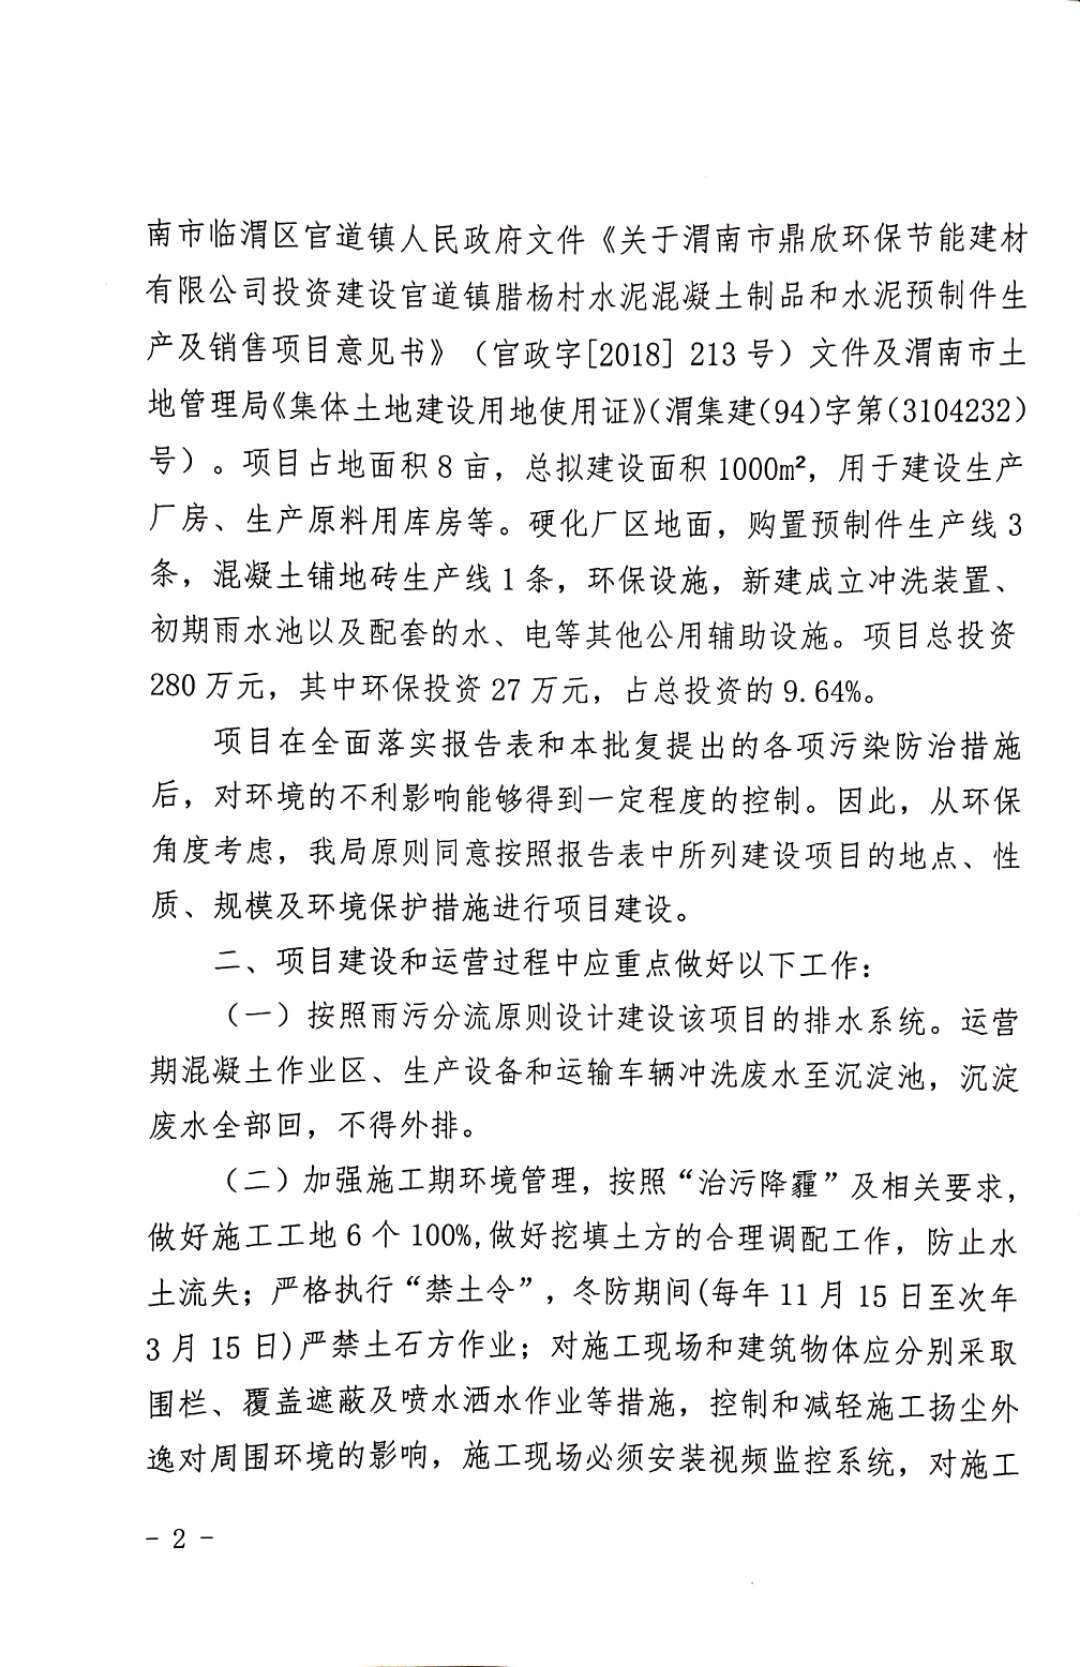 南市临渭区官道镇人民政府文件《关于渭南市鼎欣环保节能建材
有限公司投资建设官道镇腊杨村水泥混凝土制品和水泥预制件生
产及销售项目意见书》（官政字[2018] 213 号）文件及渭南市土
地管理局《集体土地建设用地使用证》(渭集建(94)字第(3104232)
号）。项目占地面积 8 亩，总拟建设面积 1000m²，用于建设生产
厂房、生产原料用库房等。硬化厂区地面，购置预制件生产线 3
条，混凝土铺地砖生产线 1 条，环保设施，新建成立冲洗装置、
初期雨水池以及配套的水、电等其他公用辅助设施。项目总投资
280 万元，其中环保投资 27 万元，占总投资的 9.64%。
项目在全面落实报告表和本批复提出的各项污染防治措施
后，对环境的不利影响能够得到一定程度的控制。因此，从环保
角度考虑，我局原则同意按照报告表中所列建设项目的地点、性
质、规模及环境保护措施进行项目建设。
二、项目建设和运营过程中应重点做好以下工作：
（一）按照雨污分流原则设计建设该项目的排水系统。运营
期混凝土作业区、生产设备和运输车辆冲洗废水至沉淀池，沉淀
废水全部回，不得外排。
（二）加强施工期环境管理，按照“治污降霾”及相关要求，
做好施工工地 6 个 100%,做好挖填土方的合理调配工作，防止水
土流失；严格执行“禁土令”，冬防期间(每年 11 月 15 日至次年
3 月 15 日)严禁土石方作业；对施工现场和建筑物体应分别采取
围栏、覆盖遮蔽及喷水洒水作业等措施，控制和减轻施工扬尘外
逸对周围环境的影响，施工现场必须安装视频监控系统，对施工
- 2 -